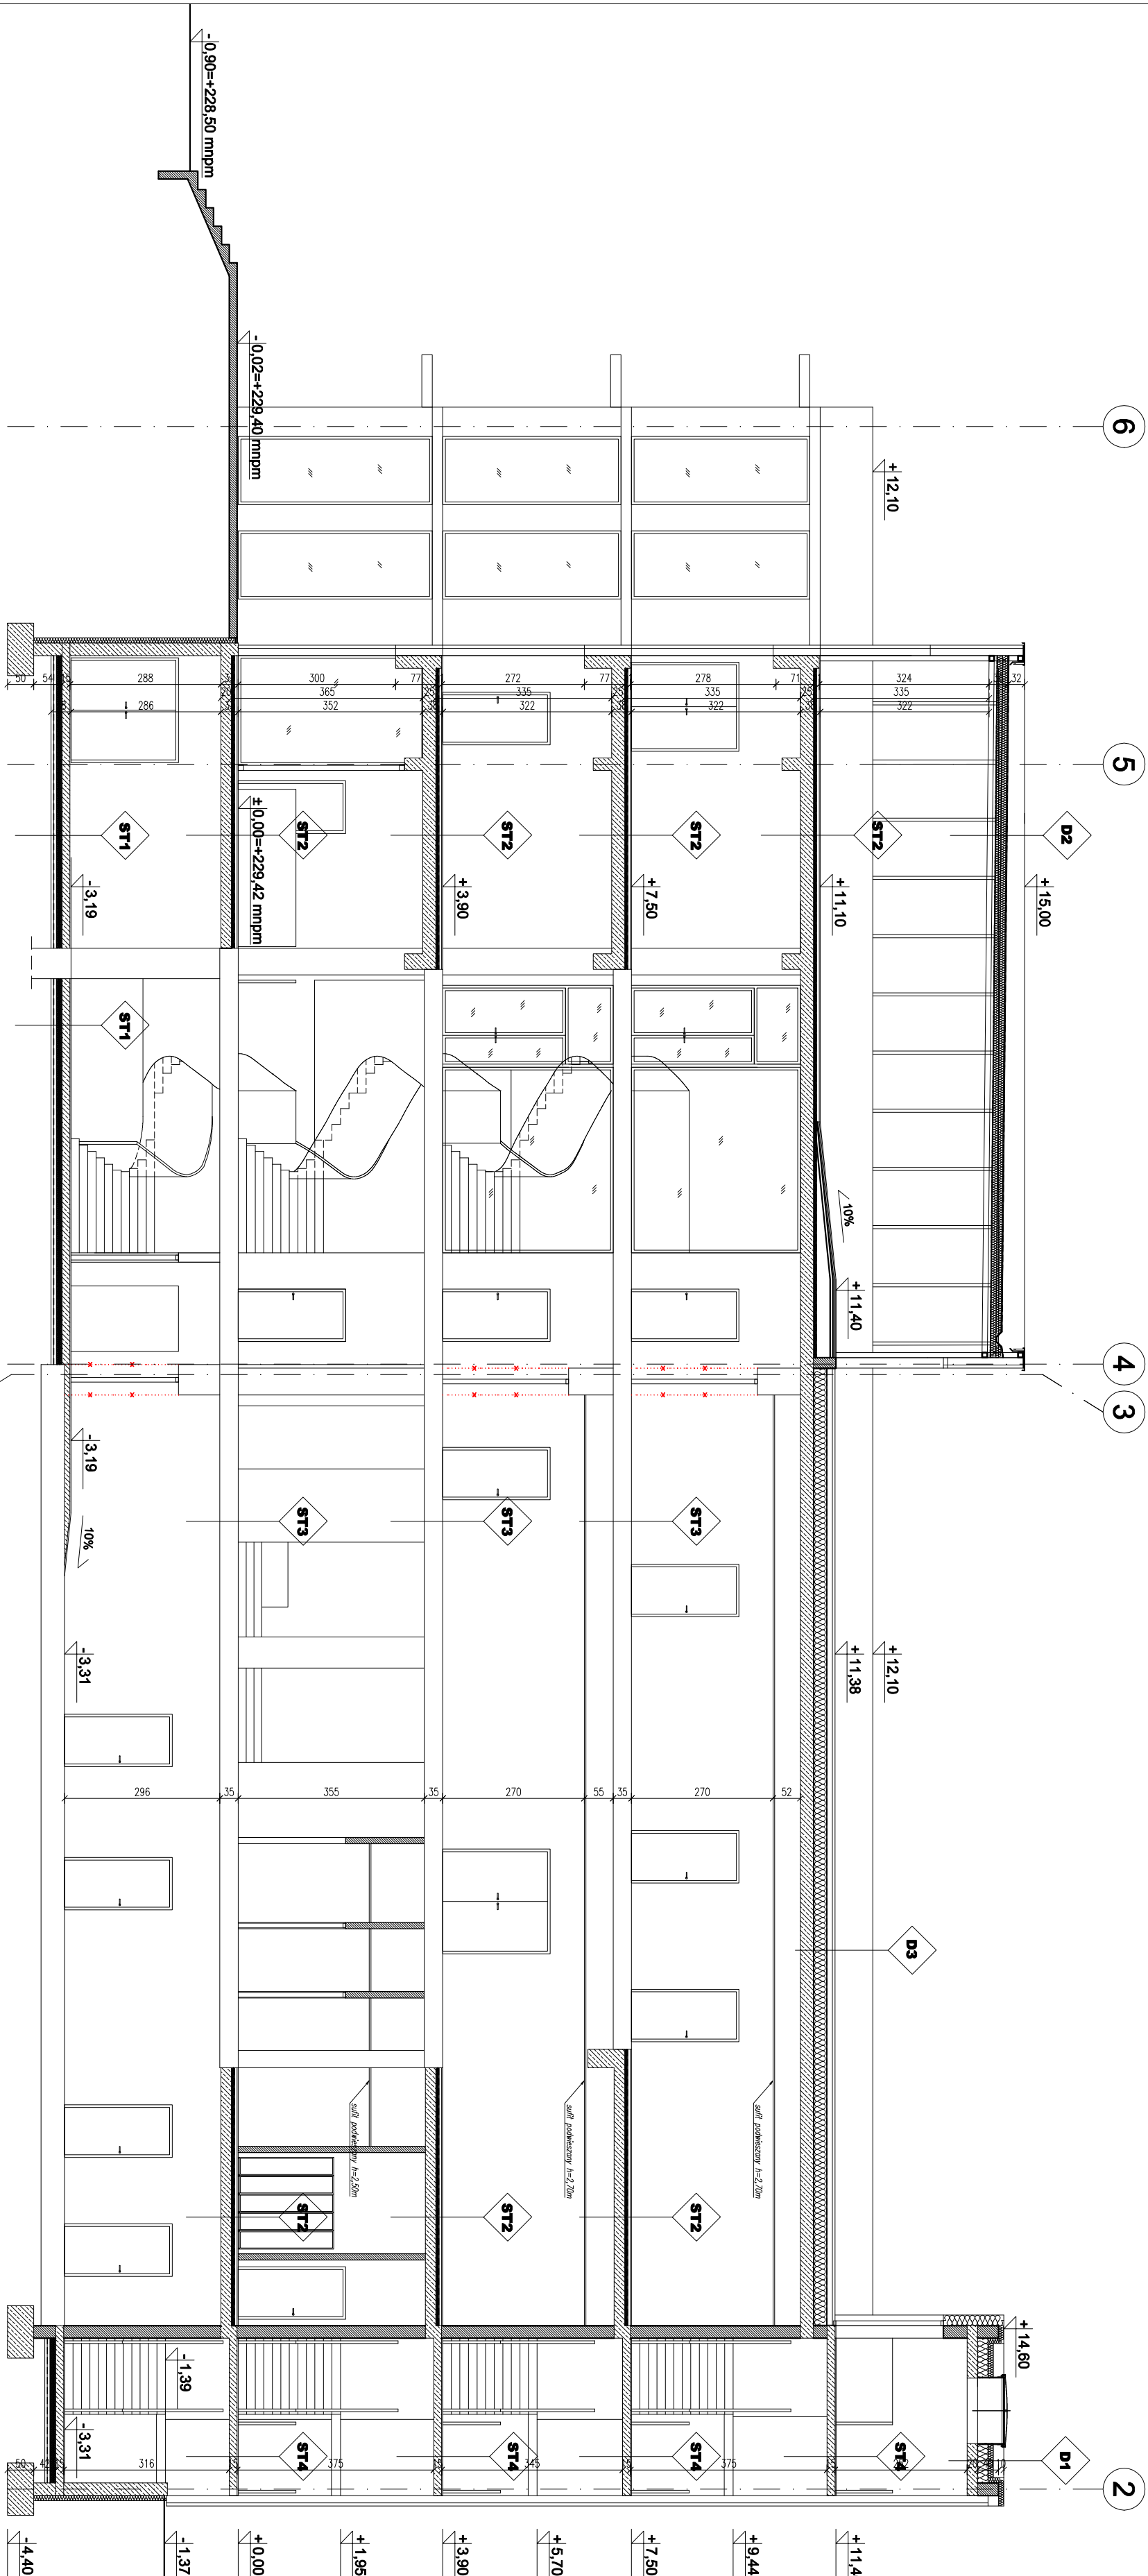 6
5
4
3
2
-0,90=+228,50 mnpm
-0,02=+229,40 mnpm
+12,10
D2
+15,00
ST1
ST2
ST2
ST2
ST2
±0,00=+229,42 mnpm
-3,19
+3,90
+7,50
+11,10
ST1
10%
+11,40
-3,19
10%
ST3
ST3
ST3
-3,31
+11,38
+12,10
D3
sufit podwieszany h=2,50m
sufit podwieszany h=2,70m
sufit podwieszany h=2,70m
ST2
ST2
ST2
+14,60
-1,39
-3,31
ST4
ST4
ST4
ST4
D1
50
288
300
77
272
77
278
71
324
32
365
335
335
335
286
352
322
322
322
296
35
355
35
270
55
35
270
52
50
316
15
375
345
15
375
15
10
-4,40
-1,37
+0,00
+1,95
+3,90
+5,70
+7,50
+9,44
+11,4